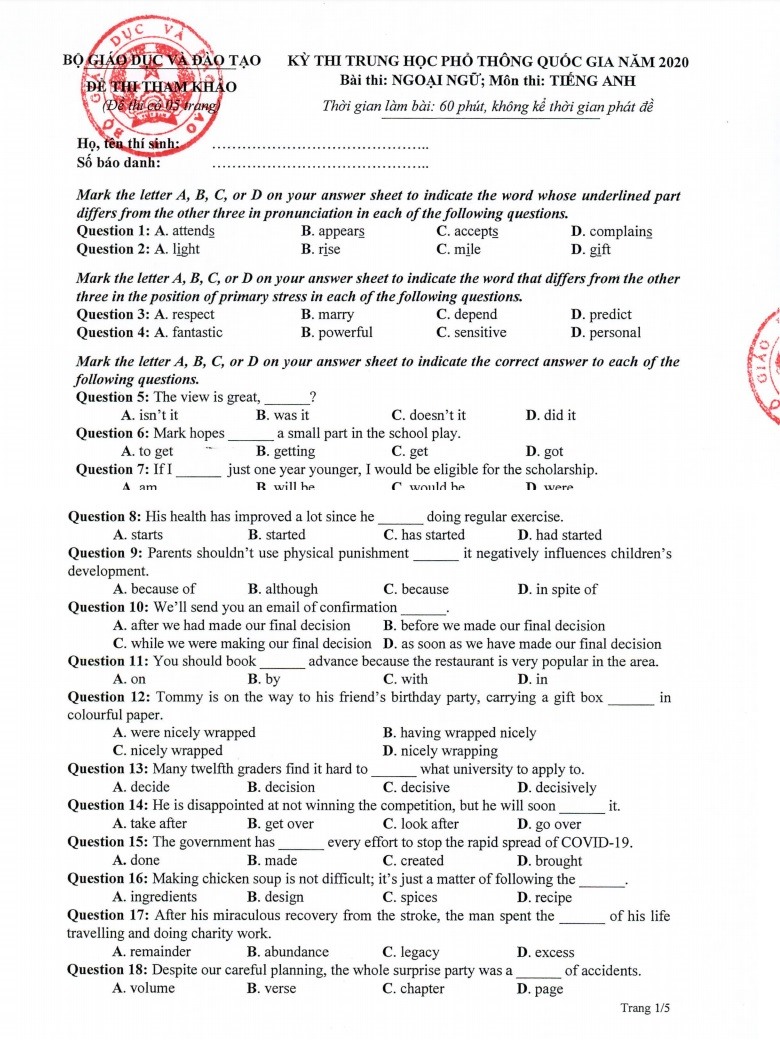 BỘ GIÁO DỤC VÀ ĐÀO TẠO
ĐỀ THI THAM KHẢO
(Đề thi có 05 trang)
KỲ THI TRUNG HỌC PHỔ THÔNG QUỐC GIA NĂM 2020
Bài thi: NGOẠI NGỮ; Môn thi: TIẾNG ANH
Thời gian làm bài: 60 phút, không kể thời gian phát đề
Họ, tên thí sinh: ……………………………………..
Số báo danh: ……………………………………..
Mark the letter A, B, C, or D on your answer sheet to indicate the word whose underlined part
differs from the other three in pronunciation in each of the following questions.
Question 1: A. attends B. appears C. accepts D. complains
Question 2: A. light B. rise C. mile D. gift
Mark the letter A, B, C, or D on your answer sheet to indicate the word that differs from the other
three in the position of primary stress in each of the following questions.
Question 3: A. respect B. marry C. depend D. predict
Question 4: A. fantastic B. powerful C. sensitive D. personal
Mark the letter A, B, C, or D on your answer sheet to indicate the correct answer to each of the
following questions.
Question 5: The view is great, ______?
A. isn't it B. was it C. doesn't it D. did it
Question 6: Mark hopes ______ a small part in the school play.
A. to get B. getting C. get D. got
Question 7: If I ______ just one year younger, I would be eligible for the scholarship.
A. am B. will be C. would be D. were
Question 8: His health has improved a lot since he ______ doing regular exercise.
A. starts B. started C. has started D. had started
Question 9: Parents shouldn't use physical punishment ______ it negatively influences children's
development.
A. because of B. although C. because D. in spite of
Question 10: We'll send you an email of confirmation ______.
A. after we had made our final decision B. before we made our final decision
C. while we were making our final decision D. as soon as we have made our final decision
Question 11: You should book ______ advance because the restaurant is very popular in the area.
A. on B. by C. with D. in
Question 12: Tommy is on the way to his friend's birthday party, carrying a gift box ______ in
colourful paper.
A. were nicely wrapped B. having wrapped nicely
C. nicely wrapped D. nicely wrapping
Question 13: Many twelfth graders find it hard to ______ what university to apply to.
A. decide B. decision C. decisive D. decisively
Question 14: He is disappointed at not winning the competition, but he will soon ______ it.
A. take after B. get over C. look after D. go over
Question 15: The government has ______ every effort to stop the rapid spread of COVID-19.
A. done B. made C. created D. brought
Question 16: Making chicken soup is not difficult; it's just a matter of following the ______.
A. ingredients B. design C. spices D. recipe
Question 17: After his miraculous recovery from the stroke, the man spent the ______ of his life
travelling and doing charity work.
A. remainder B. abundance C. legacy D. excess
Question 18: Despite our careful planning, the whole surprise party was a ______ of accidents.
A. volume B. verse C. chapter D. page
Trang 1/5